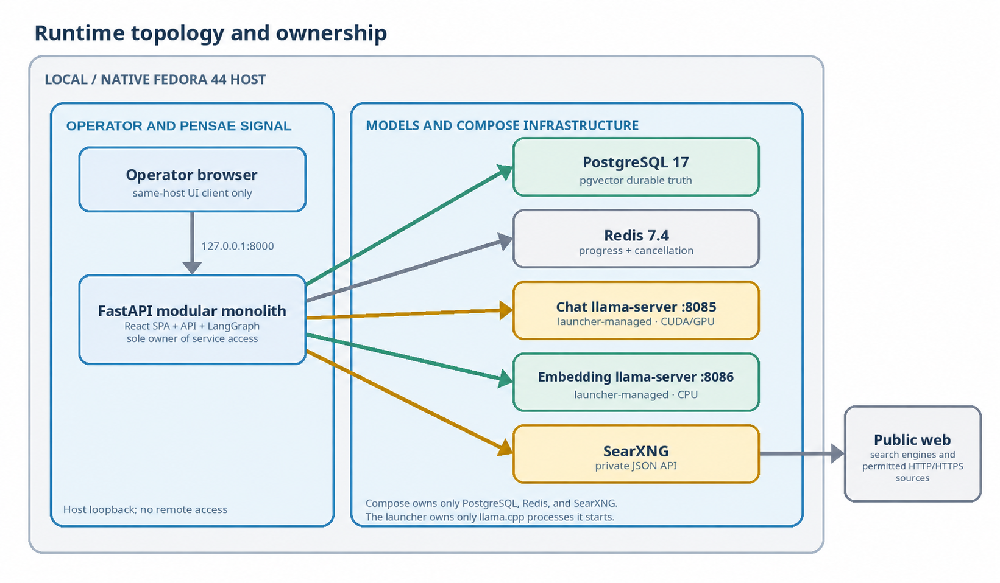 Runtime topology and ownership
LOCAL / NATIVE FEDORA 44 HOST
OPERATOR AND PENSAE SIGNAL
Operator browser
same-host UI client only
127.0.0.1:8000
FastAPI modular monolith
React SPA + API + LangGraph
sole owner of service access
Host loopback; no remote access
MODELS AND COMPOSE INFRASTRUCTURE
PostgreSQL 17
pgvector durable truth
Redis 7.4
progress + cancellation
Chat llama-server :8085
launcher-managed · CUDA/GPU
Embedding llama-server :8086
launcher-managed · CPU
SearXNG
private JSON API
Compose owns only PostgreSQL, Redis, and SearXNG.
The launcher owns only llama.cpp processes it starts.
Public web
search engines and
permitted HTTP/HTTPS
sources